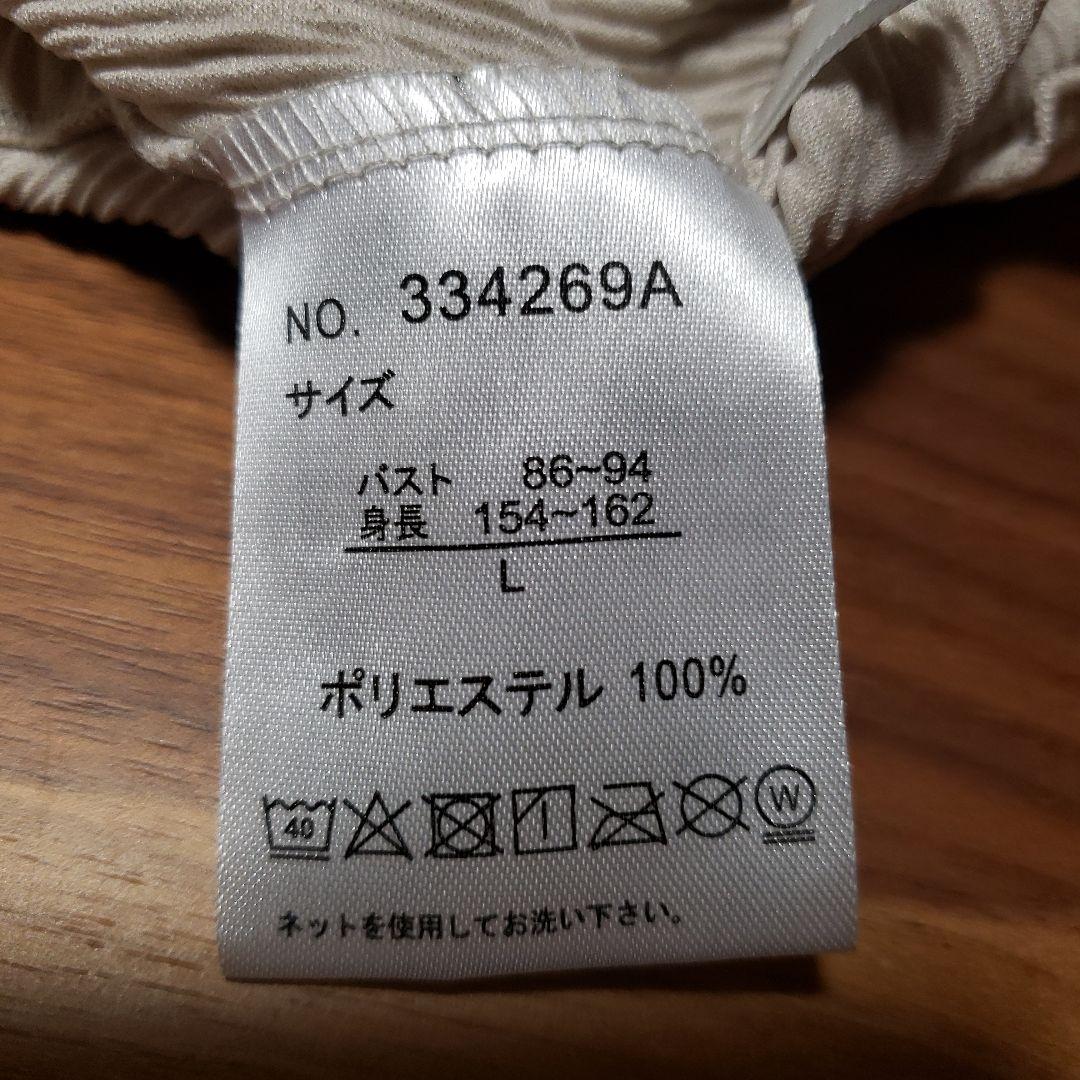 NO. 334269A
サイズ
バスト 86~94
身長 154~162
L
ポリエステル 100%
40 W
ネットを使用してお洗い下さい。